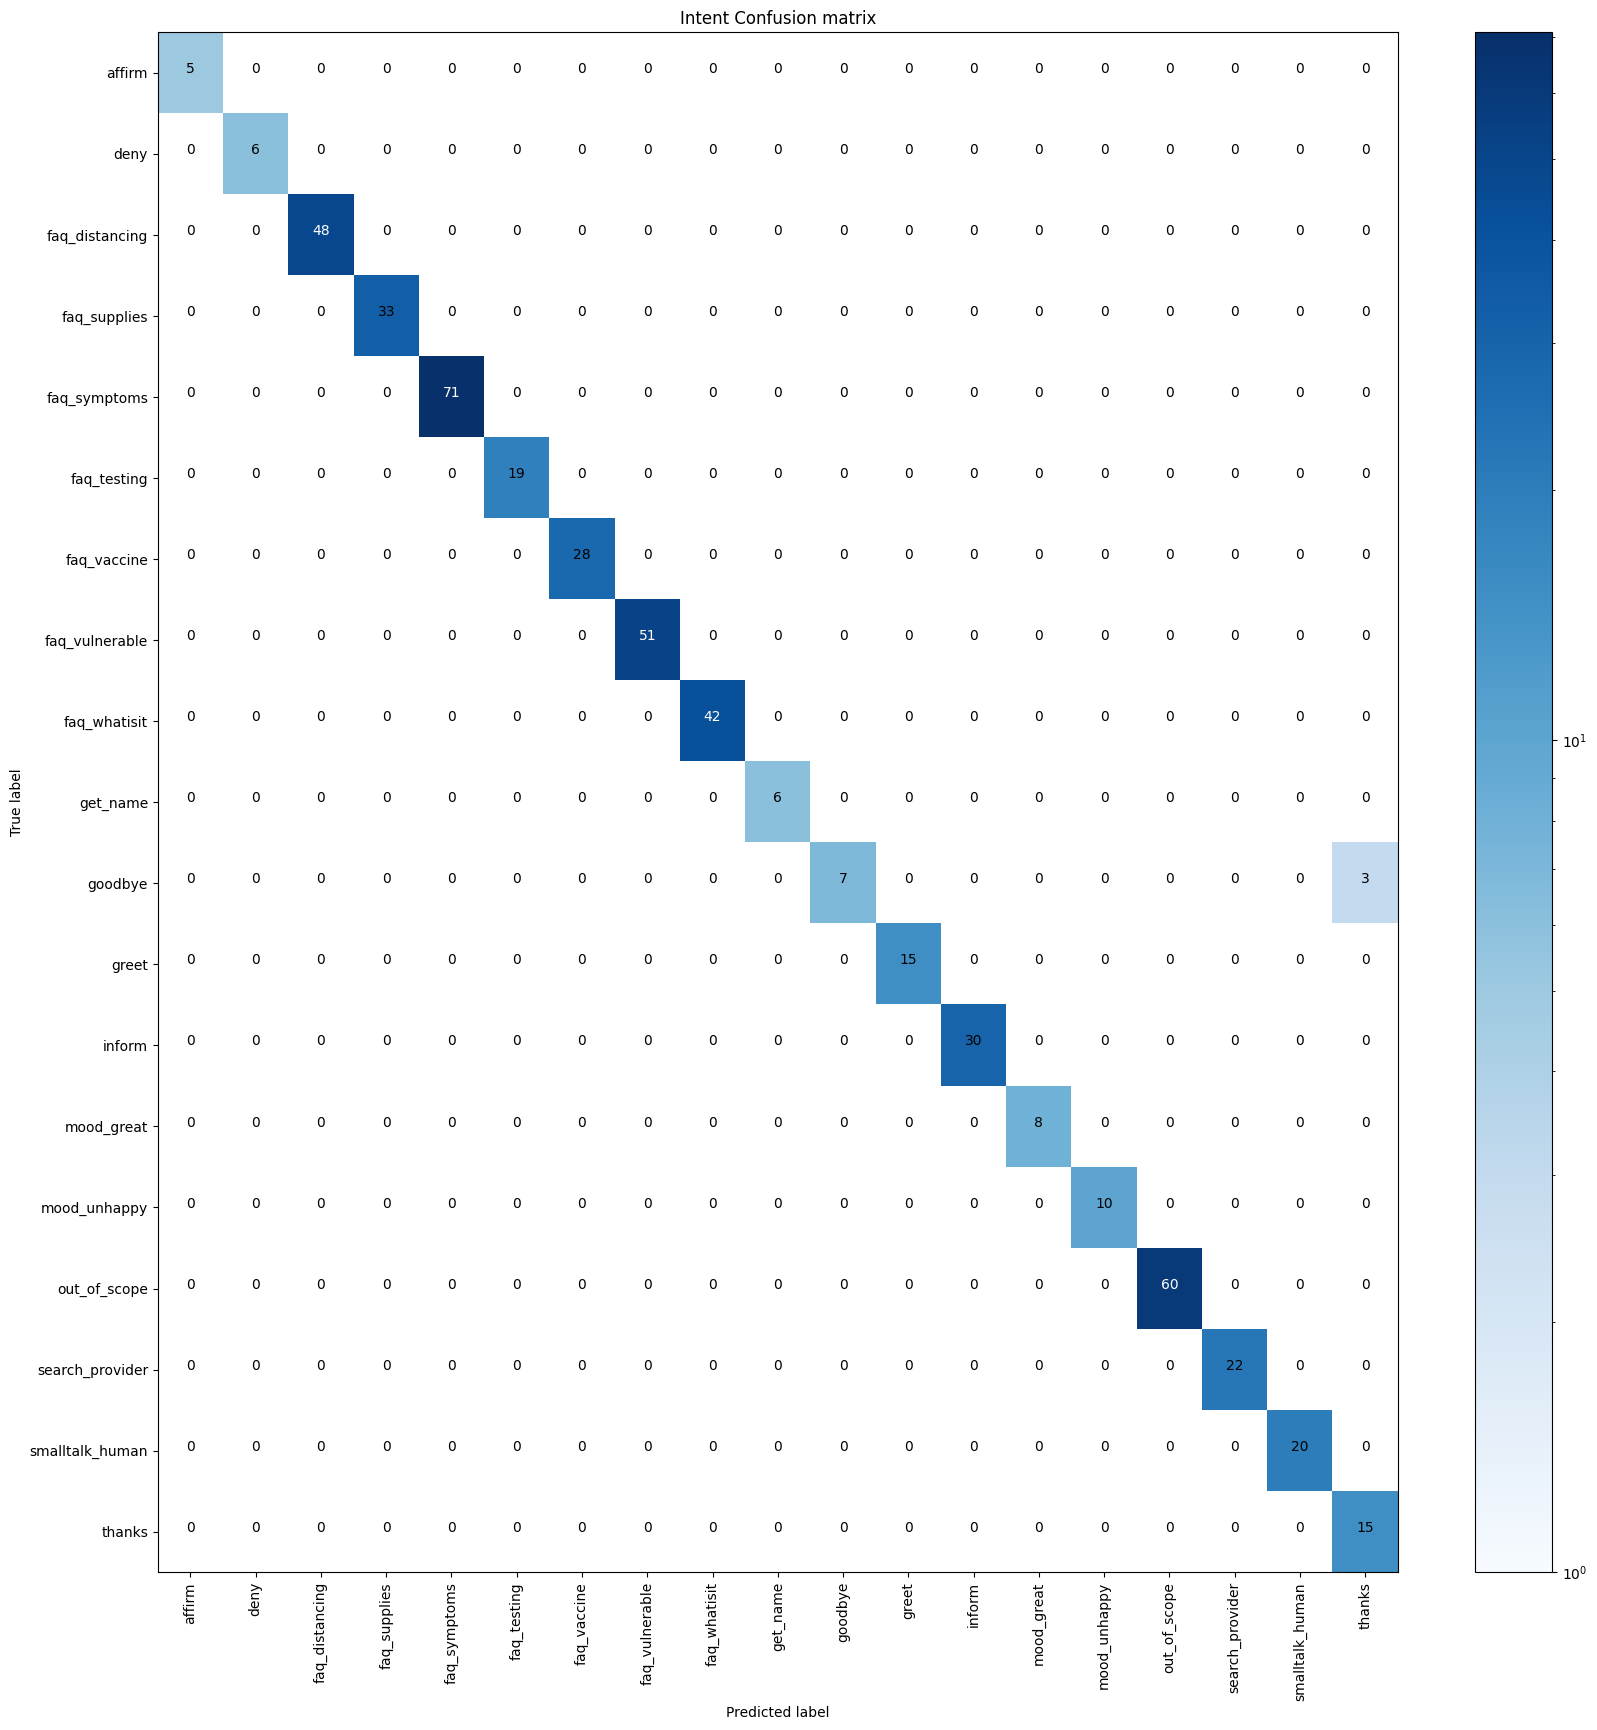 Intent Confusion matrix
affirm 5 0 0 0 0 0 0 0 0 0 0 0 0 0 0 0 0 0 0
deny 0 6 0 0 0 0 0 0 0 0 0 0 0 0 0 0 0 0 0
faq_distancing 0 0 48 0 0 0 0 0 0 0 0 0 0 0 0 0 0 0 0
faq_supplies 0 0 0 33 0 0 0 0 0 0 0 0 0 0 0 0 0 0 0
faq_symptoms 0 0 0 0 71 0 0 0 0 0 0 0 0 0 0 0 0 0 0
faq_testing 0 0 0 0 0 19 0 0 0 0 0 0 0 0 0 0 0 0 0
faq_vaccine 0 0 0 0 0 0 28 0 0 0 0 0 0 0 0 0 0 0 0
faq_vulnerable 0 0 0 0 0 0 0 51 0 0 0 0 0 0 0 0 0 0 0
faq_whatisit 0 0 0 0 0 0 0 0 42 0 0 0 0 0 0 0 0 0 0
get_name 0 0 0 0 0 0 0 0 0 6 0 0 0 0 0 0 0 0 0
goodbye 0 0 0 0 0 0 0 0 0 0 7 0 0 0 0 0 0 0 3
greet 0 0 0 0 0 0 0 0 0 0 0 15 0 0 0 0 0 0 0
inform 0 0 0 0 0 0 0 0 0 0 0 0 30 0 0 0 0 0 0
mood_great 0 0 0 0 0 0 0 0 0 0 0 0 0 8 0 0 0 0 0
mood_unhappy 0 0 0 0 0 0 0 0 0 0 0 0 0 0 10 0 0 0 0
out_of_scope 0 0 0 0 0 0 0 0 0 0 0 0 0 0 0 60 0 0 0
search_provider 0 0 0 0 0 0 0 0 0 0 0 0 0 0 0 0 22 0 0
smalltalk_human 0 0 0 0 0 0 0 0 0 0 0 0 0 0 0 0 0 20 0
thanks 0 0 0 0 0 0 0 0 0 0 0 0 0 0 0 0 0 0 15
True label
affirm
deny
faq_distancing
faq_supplies
faq_symptoms
faq_testing
faq_vaccine
faq_vulnerable
faq_whatisit
get_name
goodbye
greet
inform
mood_great
mood_unhappy
out_of_scope
search_provider
smalltalk_human
thanks
Predicted label
10¹
10⁰